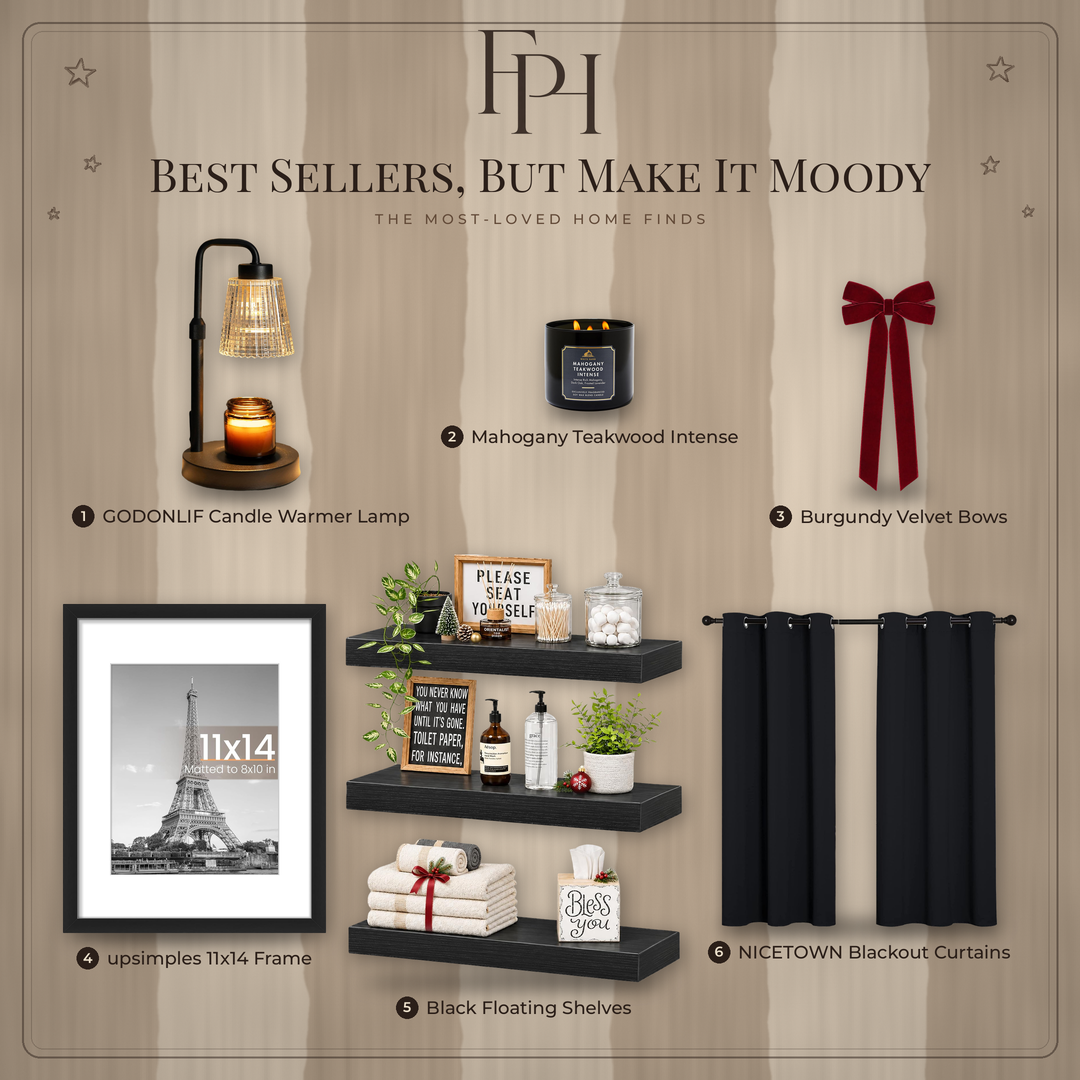 FPH
BEST SELLERS, BUT MAKE IT MOODY
THE MOST-LOVED HOME FINDS
MAHOGANY
TEAKWOOD
INTENSE
2 Mahogany Teakwood Intense
1 GODONLIF Candle Warmer Lamp
3 Burgundy Velvet Bows
PLEASE
SEAT
YOURSELF
11x14
Matted to 8x10 in
YOU NEVER KNOW
WHAT YOU HAVE
UNTIL IT'S GONE.
TOILET PAPER,
FOR INSTANCE,
Aesop.
grace
Bless
you
4 upsimples 11x14 Frame
5 Black Floating Shelves
6 NICETOWN Blackout Curtains